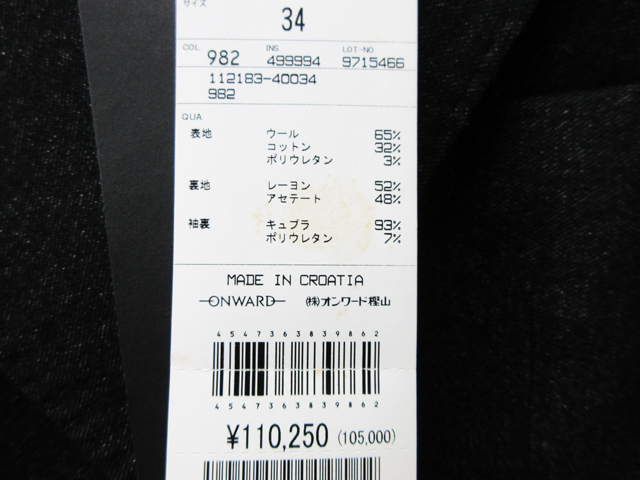 サイズ
34
COL. 982 INS 499994 LOT-NO 9715466
112183-40034
982
QUA
表地 ウール 65%
コットン 32%
ポリウレタン 3%
裏地 レーヨン 52%
アセテート 48%
袖裏 キュプラ 93%
ポリウレタン 7%
MADE IN CROATIA
ONWARD (株)オンワード樫山
4547363839862
4547363839862
¥110,250 (105,000)